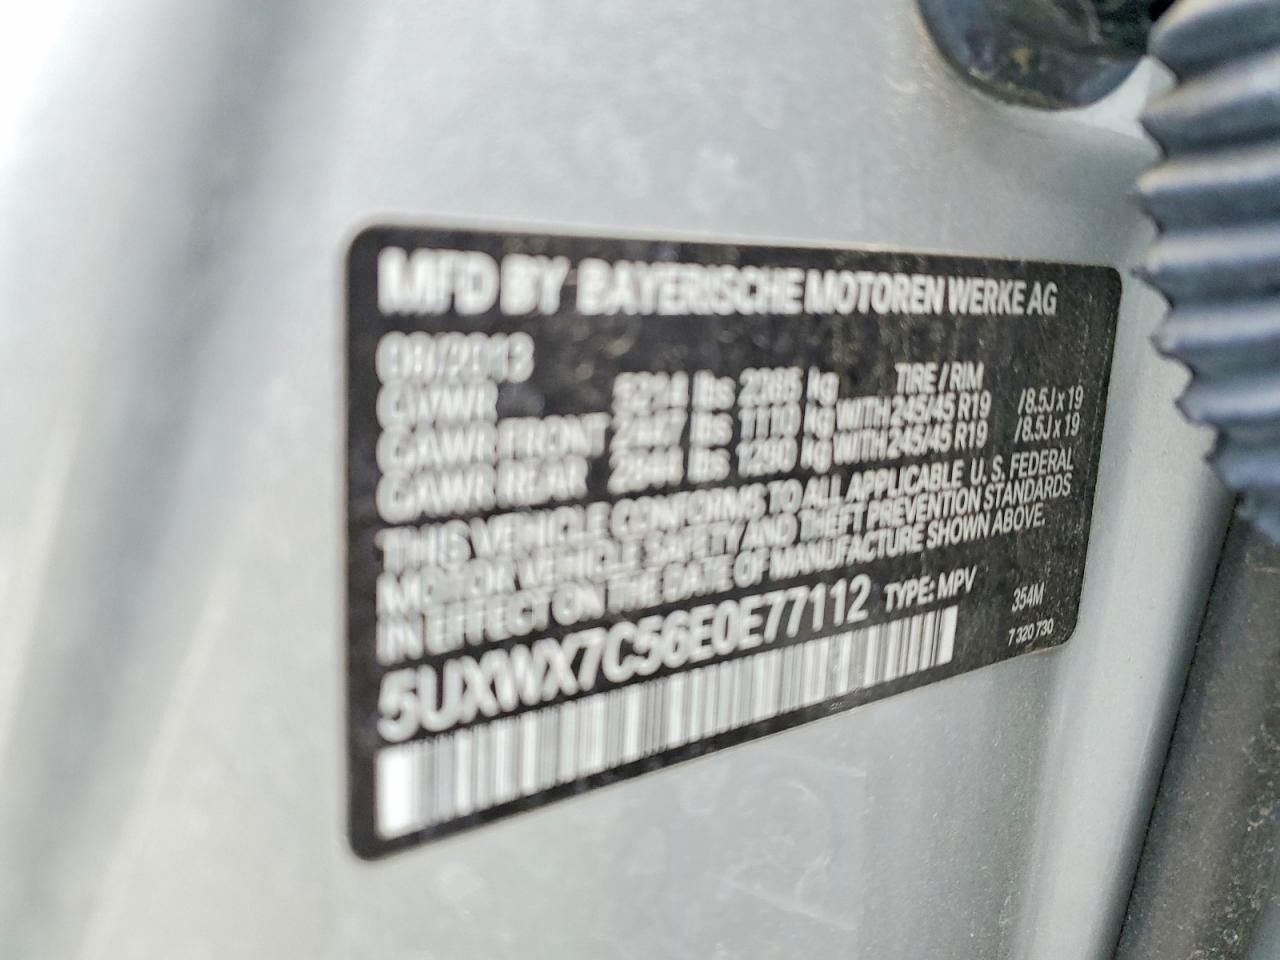 MFD BY BAYERISCHE MOTOREN WERKE AG
08/2013
TIRE / RIM
GVWR 5214 lbs 2365 kg
GAWR FRONT 2447 lbs 1110 kg WITH 245/45 R19 /8.5J x 19
GAWR REAR 2844 lbs 1290 kg WITH 245/45 R19 /8.5J x 19
THIS VEHICLE CONFORMS TO ALL APPLICABLE U. S. FEDERAL
MOTOR VEHICLE SAFETY AND THEFT PREVENTION STANDARDS
IN EFFECT ON THE DATE OF MANUFACTURE SHOWN ABOVE.
5UXWX7C56E0E77112 TYPE: MPV 354M
7 320 730